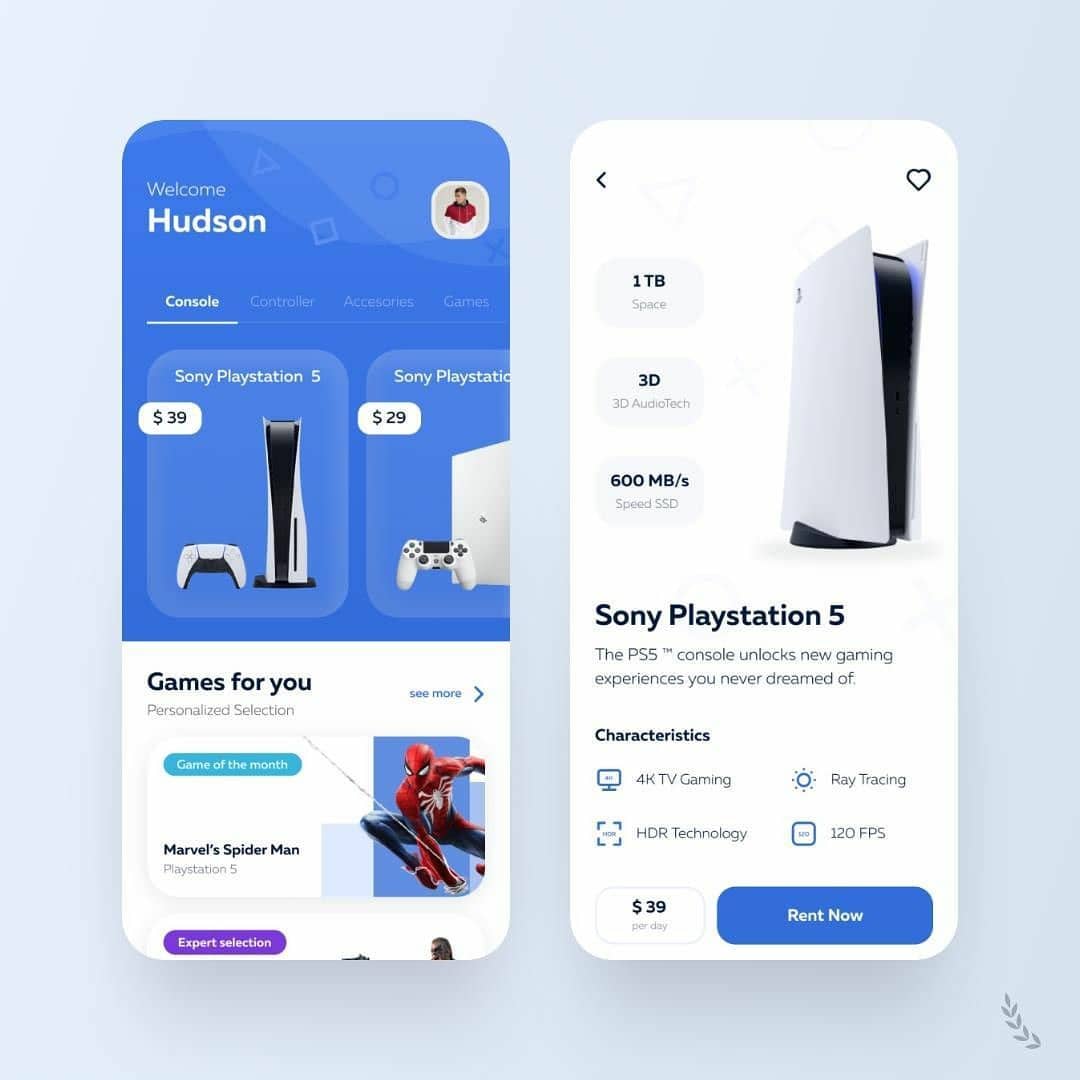 Welcome
Hudson
Console Controller Accesories Games
Sony Playstation 5
$ 39
Sony Playstatio
$ 29
Games for you
Personalized Selection
see more
Game of the month
Marvel's Spider Man
Playstation 5
Expert selection
1 TB
Space
3D
3D AudioTech
600 MB/s
Speed SSD
Sony Playstation 5
The PS5 ™ console unlocks new gaming
experiences you never dreamed of.
Characteristics
4K TV Gaming
Ray Tracing
HDR
HDR Technology
120
120 FPS
$ 39
per day
Rent Now